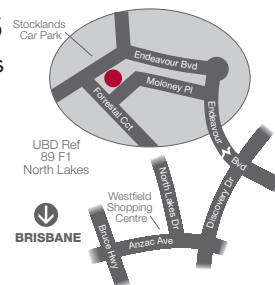 Stocklands
Car Park
S
s
Endeavour Bvd
Moloney Pl
Forrestal Cct
Endeavour
Bvd
UBD Ref
89 F1
North Lakes
Westfield
Shopping
Centre
North Lakes Dr
Discovery Dr
BRISBANE
Bruce Hwy
Anzac Ave